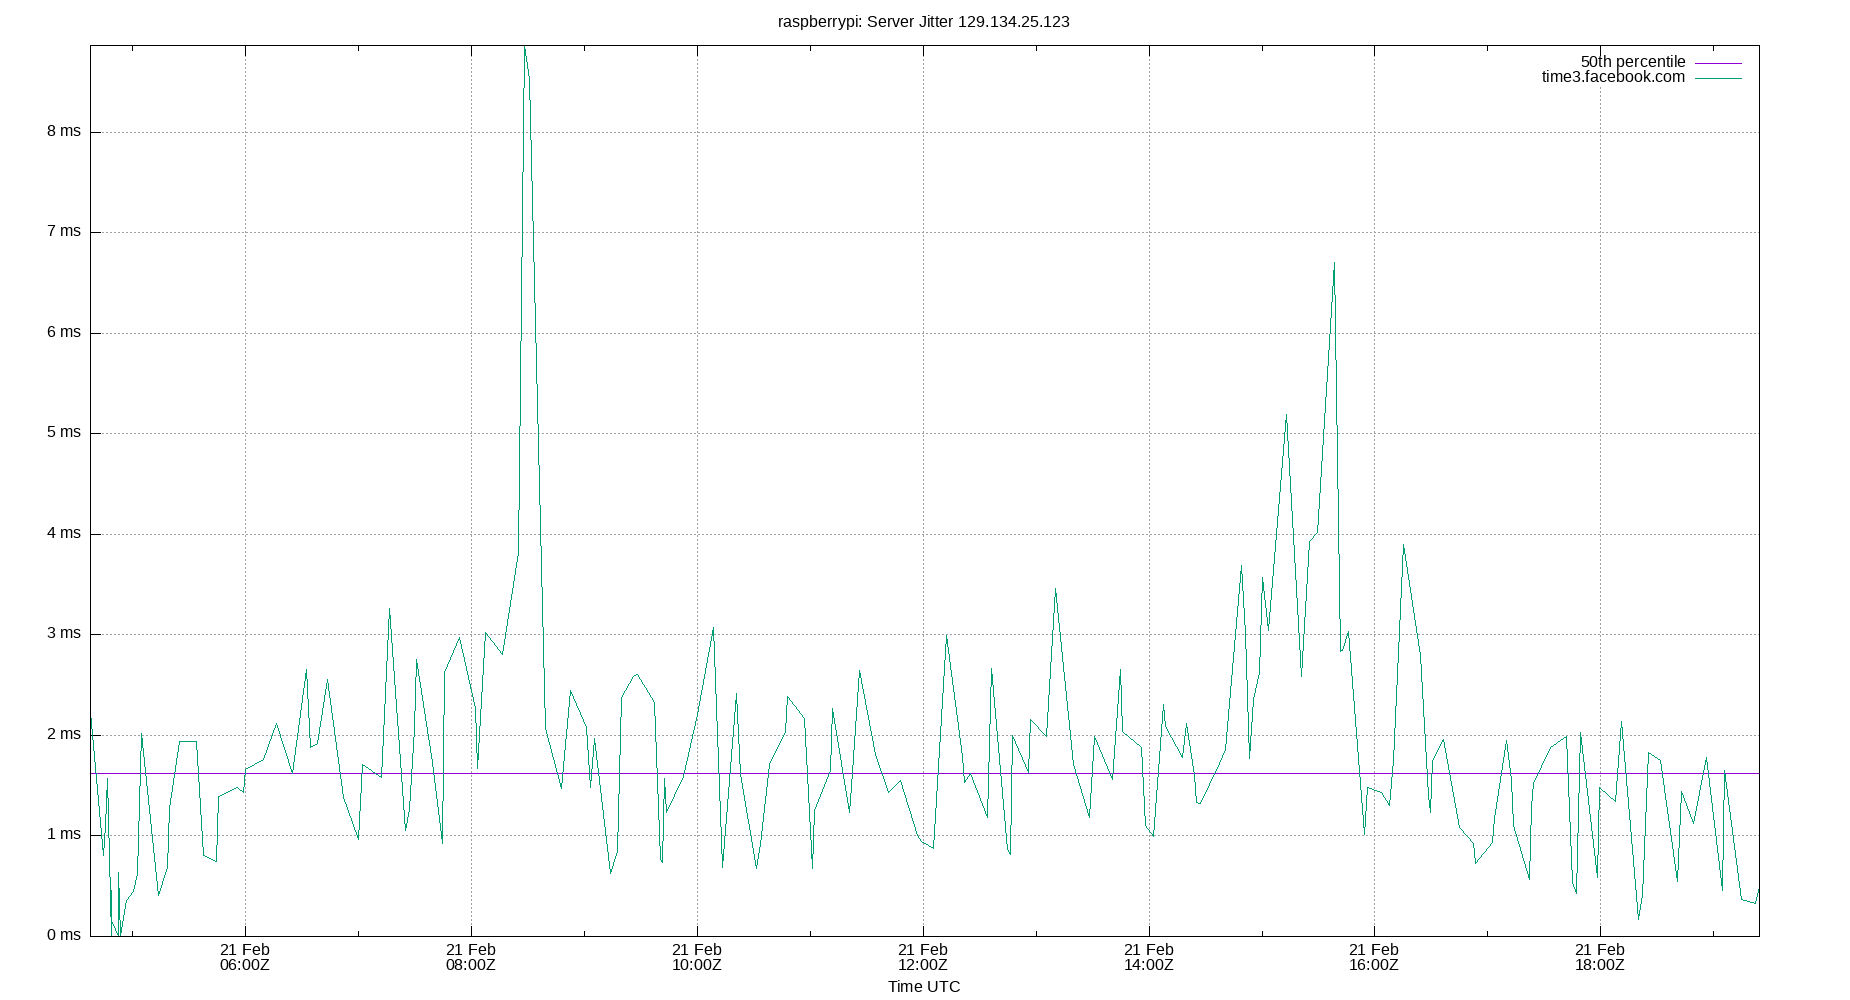 raspberrypi: Server Jitter 129.134.25.123
50th percentile
time3.facebook.com
8 ms
7 ms
6 ms
5 ms
4 ms
3 ms
2 ms
1 ms
0 ms
21 Feb 21 Feb 21 Feb 21 Feb 21 Feb 21 Feb 21 Feb
06:00Z 08:00Z 10:00Z 12:00Z 14:00Z 16:00Z 18:00Z
Time UTC